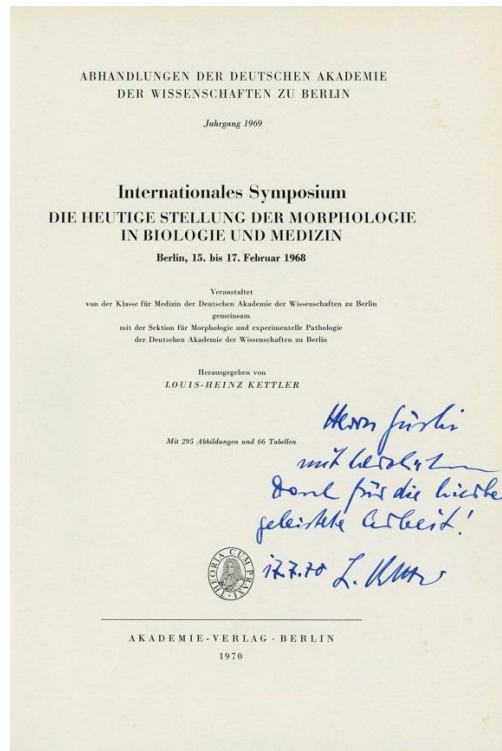 ABHANDLUNGEN DER DEUTSCHEN AKADEMIE
DER WISSENSCHAFTEN ZU BERLIN
Jahrgang 1969
Internationales Symposium
DIE HEUTIGE STELLUNG DER MORPHOLOGIE
IN BIOLOGIE UND MEDIZIN
Berlin, 15. bis 17. Februar 1968
Veranstaltet
von der Klasse für Medizin der Deutschen Akademie der Wissenschaften zu Berlin
gemeinsam
mit der Sektion für Morphologie und experimentelle Pathologie
der Deutschen Akademie der Wissenschaften zu Berlin
Herausgegeben von
LOUIS-HEINZ KETTLER
Mit 295 Abbildungen und 66 Tabellen
Herrn
mit herzlichem
Dank für die hierbei
geleistete Arbeit!
17.7.70 L.
THEORIA CUM PRAXI
AKADEMIE-VERLAG · BERLIN
1970